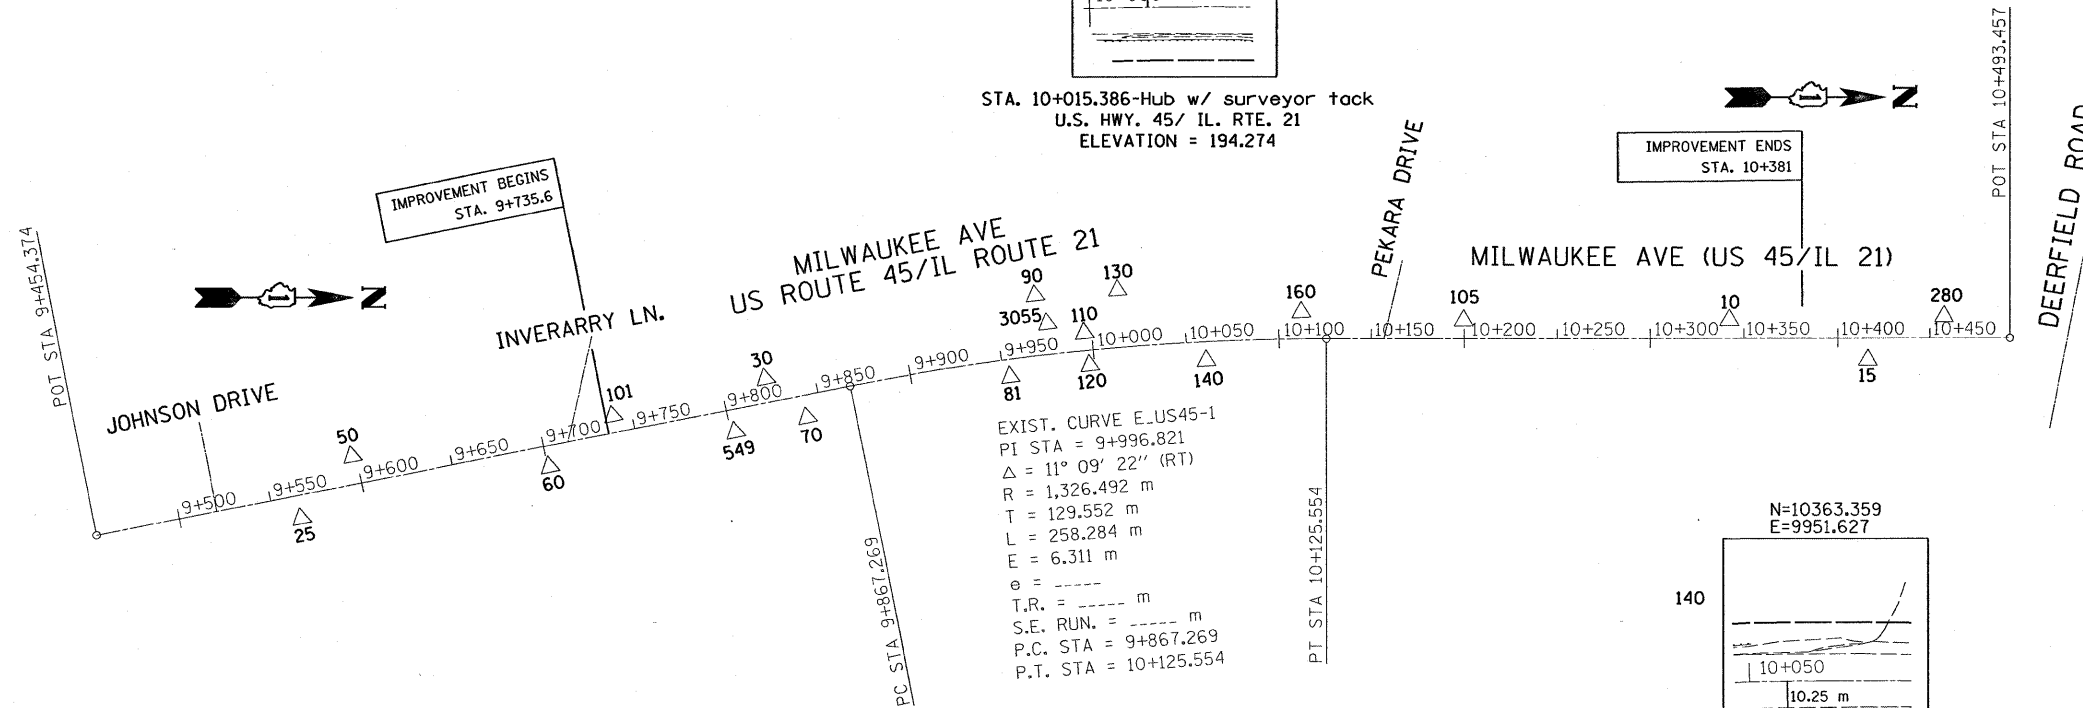 STA. 10+015.386-Hub w/ surveyor tack
U.S. HWY. 45/ IL. RTE. 21
ELEVATION = 194.274
POT STA 10+493.457
DEERFIELD ROAD
PEKARA DRIVE
N
IMPROVEMENT ENDS
STA. 10+381
IMPROVEMENT BEGINS
STA. 9+735.6
POT STA 9+454.374
N
MILWAUKEE AVE
US ROUTE 45/IL ROUTE 21
MILWAUKEE AVE (US 45/IL 21)
INVERARRY LN.
JOHNSON DRIVE
90
130
3055
110
160
105
10
280
30
101
50
9+500
9+550
9+600
9+650
9+700
9+750
9+800
9+850
9+900
9+950
10+000
10+050
10+100
10+150
10+200
10+250
10+300
10+350
10+400
10+450
25
60
549
70
81
120
140
15
EXIST. CURVE E_US45-1
PI STA = 9+996.821
Δ = 11° 09' 22" (RT)
R = 1,326.492 m
T = 129.552 m
L = 258.284 m
E = 6.311 m
e = -----
T.R. = ----- m
S.E. RUN. = ----- m
P.C. STA = 9+867.269
P.T. STA = 10+125.554
PC STA 9+867.269
PT STA 10+125.554
N=10363.359
E=9951.627
140
10+050
10.25 m